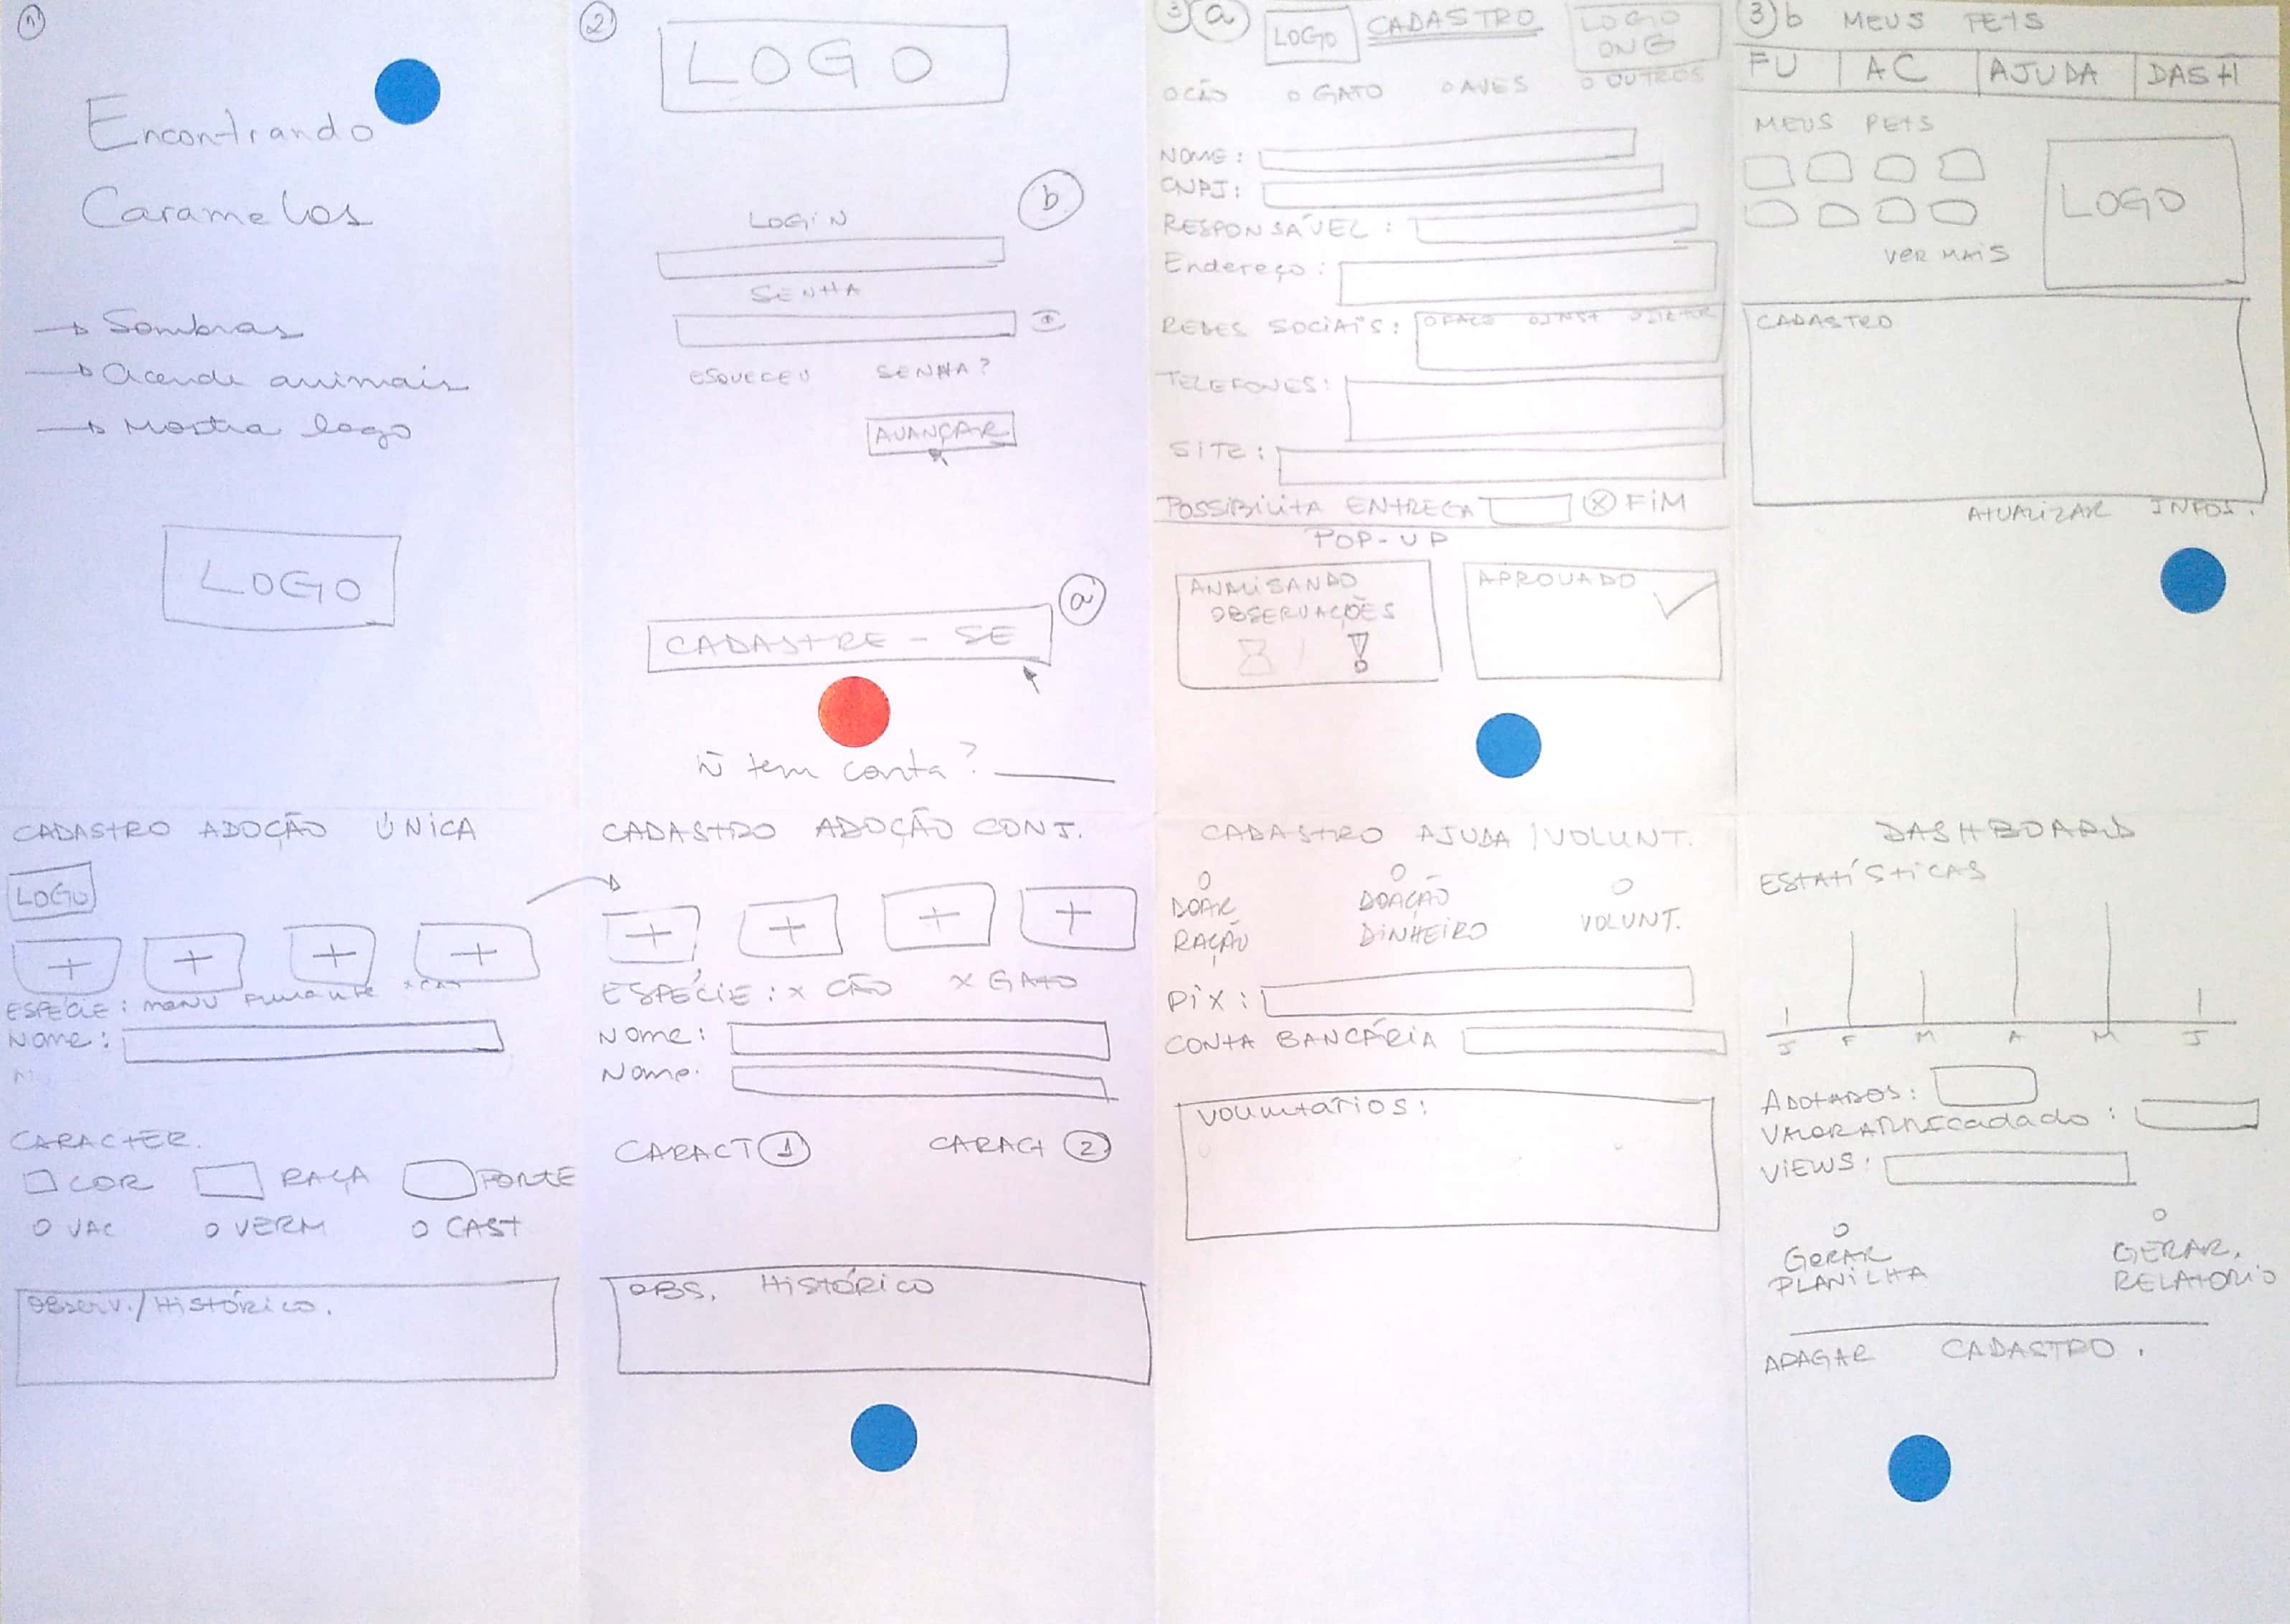 1
Encontrando
Caramelos
→ Sombras
→ Acende animais
→ Mostra logo
LOGO
2
LOGO
b
LOGIN
SENHA
ESQUECEU SENHA?
AVANÇAR
a
CADASTRE-SE
Ñ tem conta?
3 a LOGO CADASTRO LOGO ONG
O CÃO O GATO O AVES O OUTROS
NOME:
CNPJ:
RESPONSÁVEL:
Endereço:
REDES SOCIAIS: O FACE O INST
TELEFONES:
SITE:
POSSIBILITA ENTREGA X FIM
POP-UP
ANALISANDO
OBSERVAÇÕES
!
APROVADO
3 b MEUS PETS
FU AC AJUDA DASH
MEUS PETS
LOGO
VER MAIS
CADASTRO
ATUALIZAR INFOS.
CADASTRO ADOÇÃO ÚNICA
LOGO
+ + + +
ESPÉCIE: MENU
Nome:
CARACTER.
COR RAÇA PORTE
O VAC O VERM O CAST
OBSERV./HISTÓRICO.
CADASTRO ADOÇÃO CONJ.
+ + + +
ESPÉCIE: X CÃO X GATO
Nome:
Nome:
CARACT 1 CARACT 2
OBS. HISTÓRICO
CADASTRO AJUDA/VOLUNT.
DOAR
RAÇÃO
DOAÇÃO
DINHEIRO
VOLUNT.
PIX:
CONTA BANCÁRIA
Voluntários:
DASHBOARD
ESTATÍSTICAS
J F M A M J
ADOTADOS:
VALOR ARRECADADO:
VIEWS:
GERAR
PLANILHA
GERAR
RELATORIO
APAGAR CADASTRO.